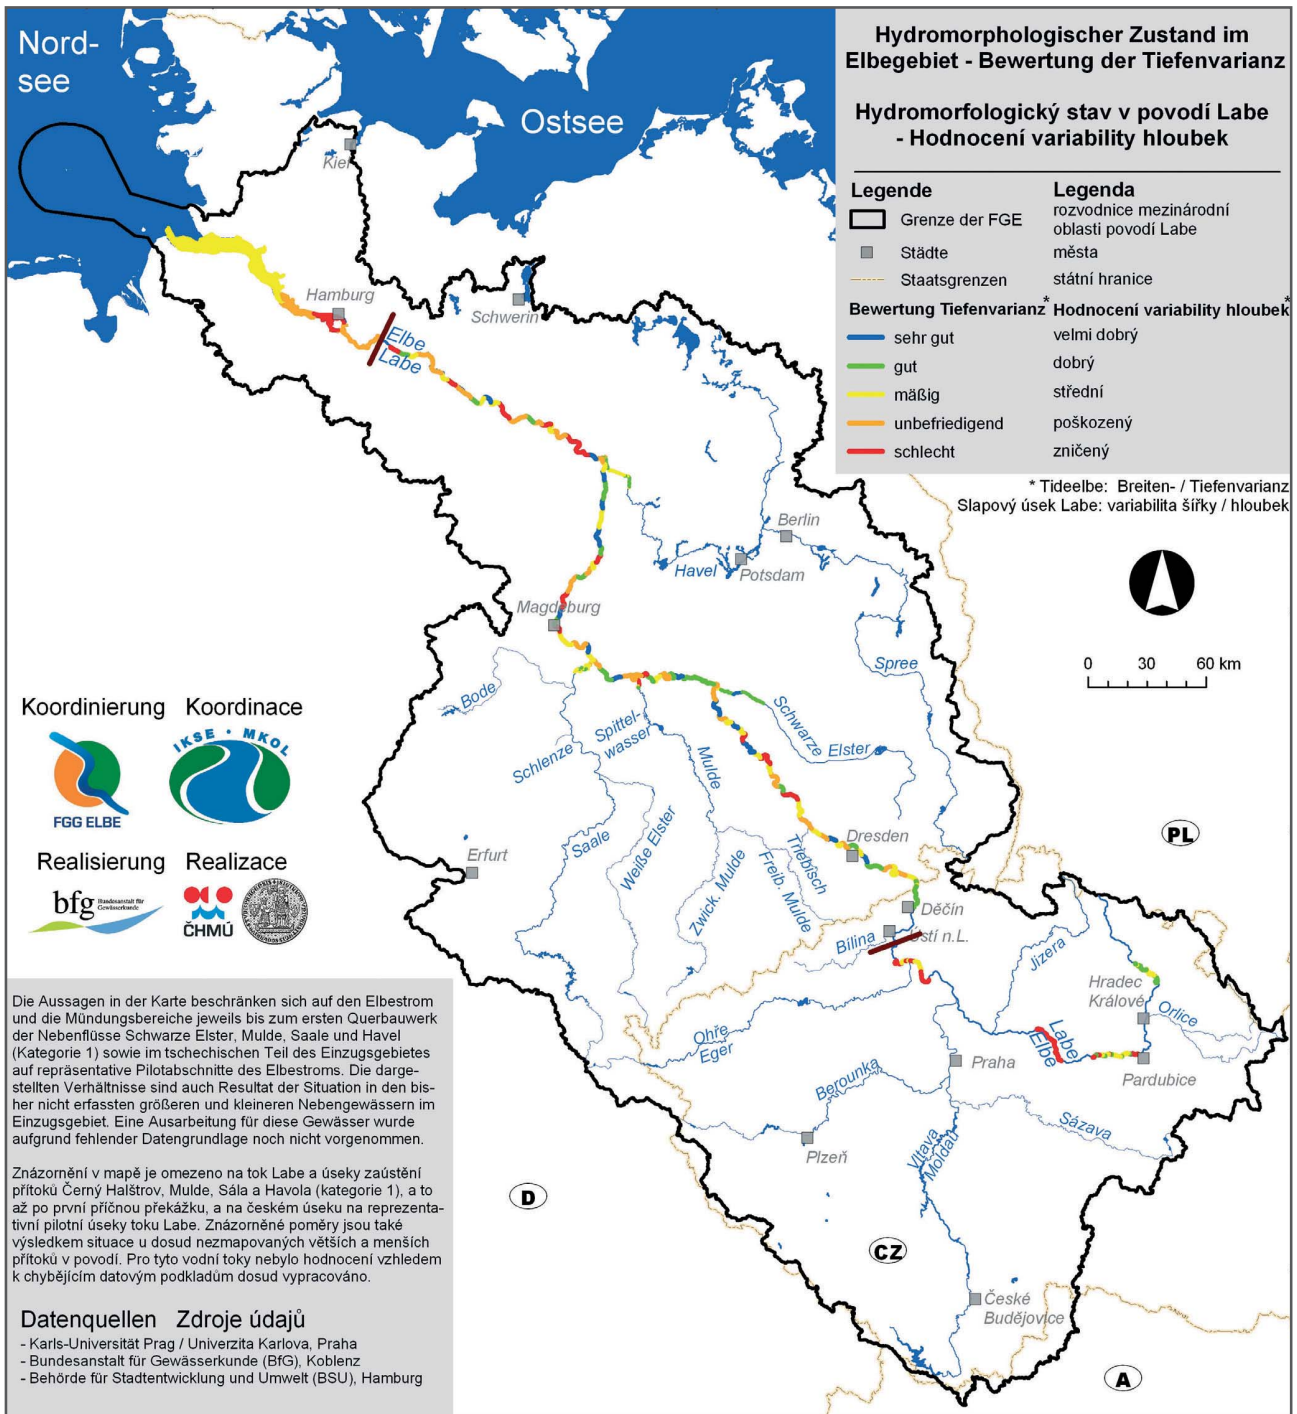 Nord-
see
Ostsee
Hydromorphologischer Zustand im
Elbegebiet - Bewertung der Tiefenvarianz
Hydromorfologický stav v povodí Labe
- Hodnocení variability hloubek
Legende Legenda
Grenze der FGE rozvodnice mezinárodní
oblasti povodí Labe
Städte města
Staatsgrenzen státní hranice
Bewertung Tiefenvarianz* Hodnocení variability hloubek*
sehr gut velmi dobrý
gut dobrý
mäßig střední
unbefriedigend poškozený
schlecht zničený
* Tideelbe: Breiten- / Tiefenvarianz
Slapový úsek Labe: variabilita šířky / hloubek
Kiel
Hamburg
Schwerin
Elbe
Labe
Berlin
Havel
Potsdam
Magdeburg
Spree
0 30 60 km
Bode
Schlenze
Spittel-
wasser
Mulde
Schwarze Elster
Saale
Weiße Elster
Zwick. Mulde
Freib. Mulde
Triebisch
Dresden
Erfurt
PL
Děčín
Bílina
Ústí n.L.
Jizera
Hradec
Králové
Orlice
Ohře
Eger
Labe
Elbe
Praha
Pardubice
Berounka
Sázava
Plzeň
Vltava
Moldau
D
CZ
České
Budějovice
A
Koordinierung Koordinace
FGG ELBE
IKSE • MKOL
Realisierung Realizace
bfg Bundesanstalt für
Gewässerkunde
ČHMÚ
Die Aussagen in der Karte beschränken sich auf den Elbestrom
und die Mündungsbereiche jeweils bis zum ersten Querbauwerk
der Nebenflüsse Schwarze Elster, Mulde, Saale und Havel
(Kategorie 1) sowie im tschechischen Teil des Einzugsgebietes
auf repräsentative Pilotabschnitte des Elbestroms. Die darge-
stellten Verhältnisse sind auch Resultat der Situation in den bis-
her nicht erfassten größeren und kleineren Nebengewässern im
Einzugsgebiet. Eine Ausarbeitung für diese Gewässer wurde
aufgrund fehlender Datengrundlage noch nicht vorgenommen.
Znázornění v mapě je omezeno na tok Labe a úseky zaústění
přítoků Černý Halštrov, Mulde, Sála a Havola (kategorie 1), a to
až po první příčnou překážku, a na českém úseku na reprezenta-
tivní pilotní úseky toku Labe. Znázorněné poměry jsou také
výsledkem situace u dosud nezmapovaných větších a menších
přítoků v povodí. Pro tyto vodní toky nebylo hodnocení vzhledem
k chybějícím datovým podkladům dosud vypracováno.
Datenquellen Zdroje údajů
- Karls-Universität Prag / Univerzita Karlova, Praha
- Bundesanstalt für Gewässerkunde (BfG), Koblenz
- Behörde für Stadtentwicklung und Umwelt (BSU), Hamburg